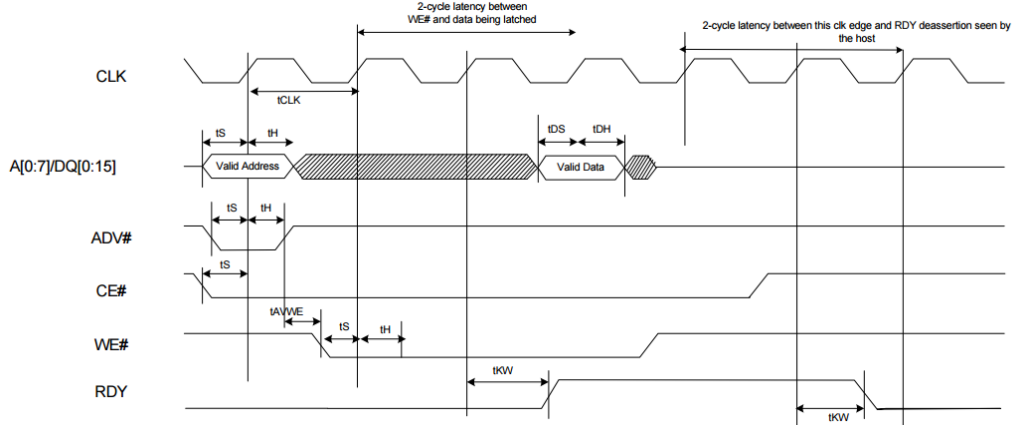 2-cycle latency between
WE# and data being latched
2-cycle latency between this clk edge and RDY deassertion seen by
the host
CLK
tCLK
tS tH tDS tDH
A[0:7]/DQ[0:15] Valid Address Valid Data
tS tH
ADV#
tS
CE#
tAVWE
tS tH
WE#
tKW
RDY
tKW